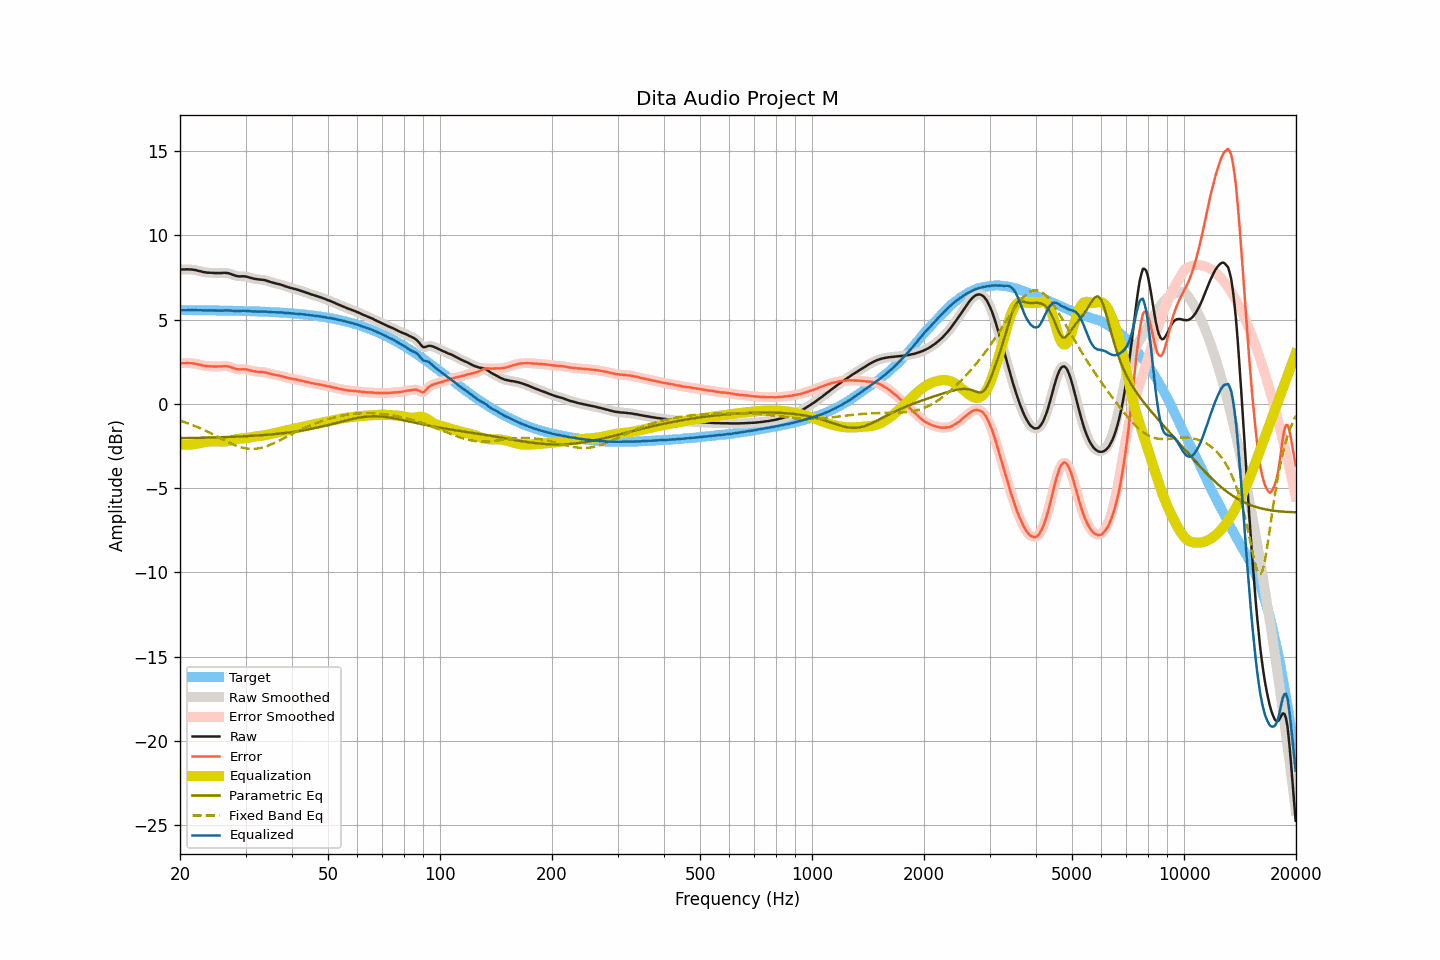 Dita Audio Project M
Amplitude (dBr)
15
10
5
0
−5
−10
−15
−20
−25
Target
Raw Smoothed
Error Smoothed
Raw
Error
Equalization
Parametric Eq
Fixed Band Eq
Equalized
20 50 100 200 500 1000 2000 5000 10000 20000
Frequency (Hz)